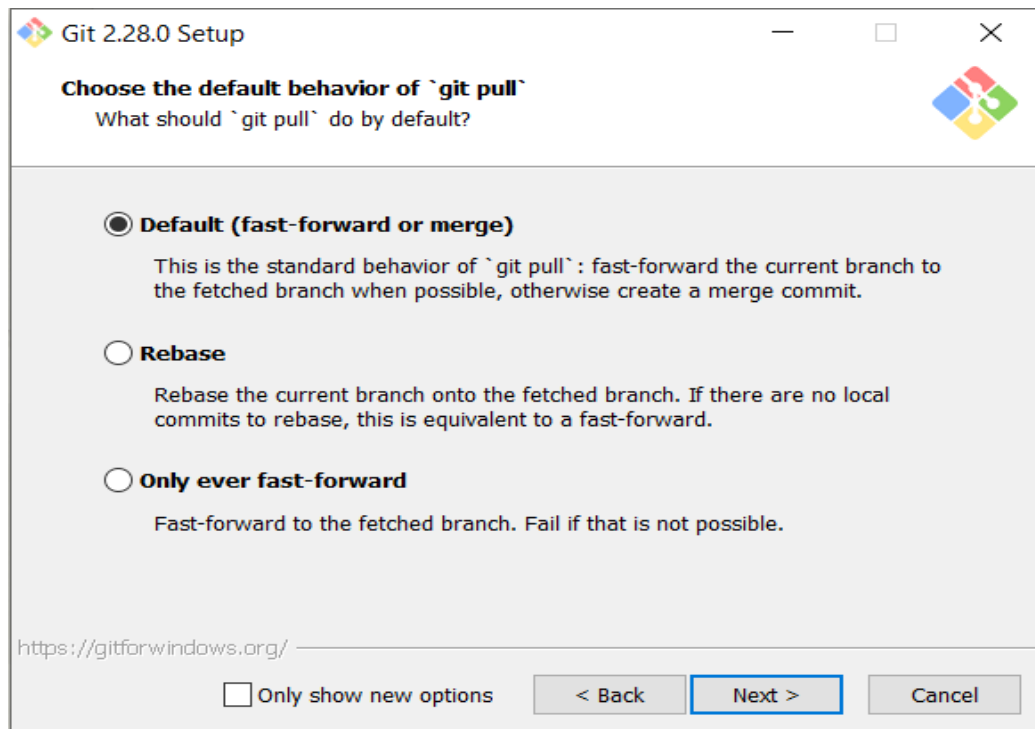 Git 2.28.0 Setup
Choose the default behavior of `git pull`
What should `git pull` do by default?
Default (fast-forward or merge)
This is the standard behavior of `git pull`: fast-forward the current branch to
the fetched branch when possible, otherwise create a merge commit.
Rebase
Rebase the current branch onto the fetched branch. If there are no local
commits to rebase, this is equivalent to a fast-forward.
Only ever fast-forward
Fast-forward to the fetched branch. Fail if that is not possible.
https://gitforwindows.org/
Only show new options
< Back
Next >
Cancel